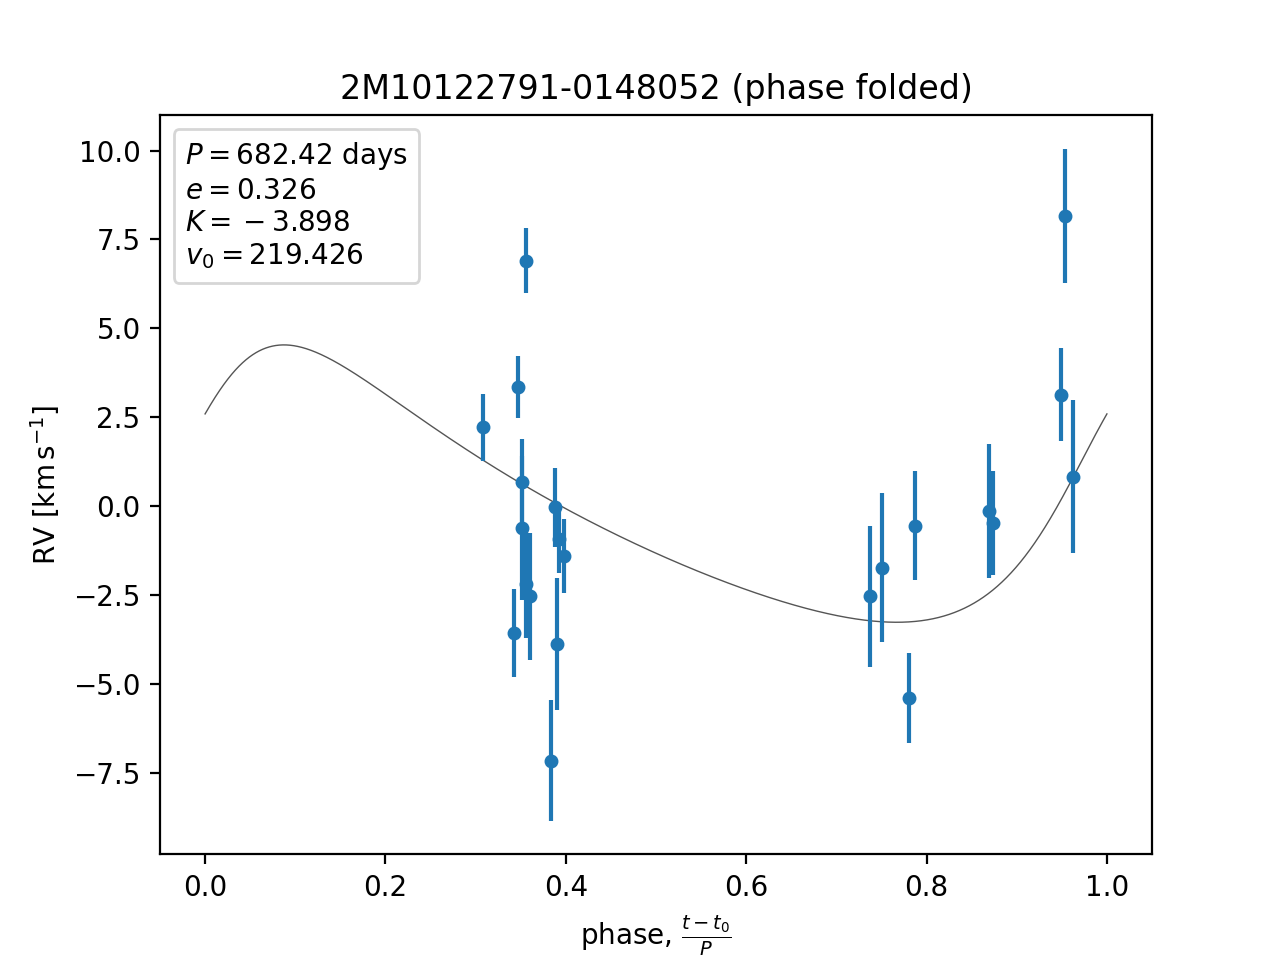 2M10122791-0148052 (phase folded)
P = 682.42 days
e = 0.326
K = −3.898
v₀ = 219.426
10.0
7.5
5.0
2.5
0.0
−2.5
−5.0
−7.5
RV [km s⁻¹]
0.0 0.2 0.4 0.6 0.8 1.0
phase, (t − t₀)/P